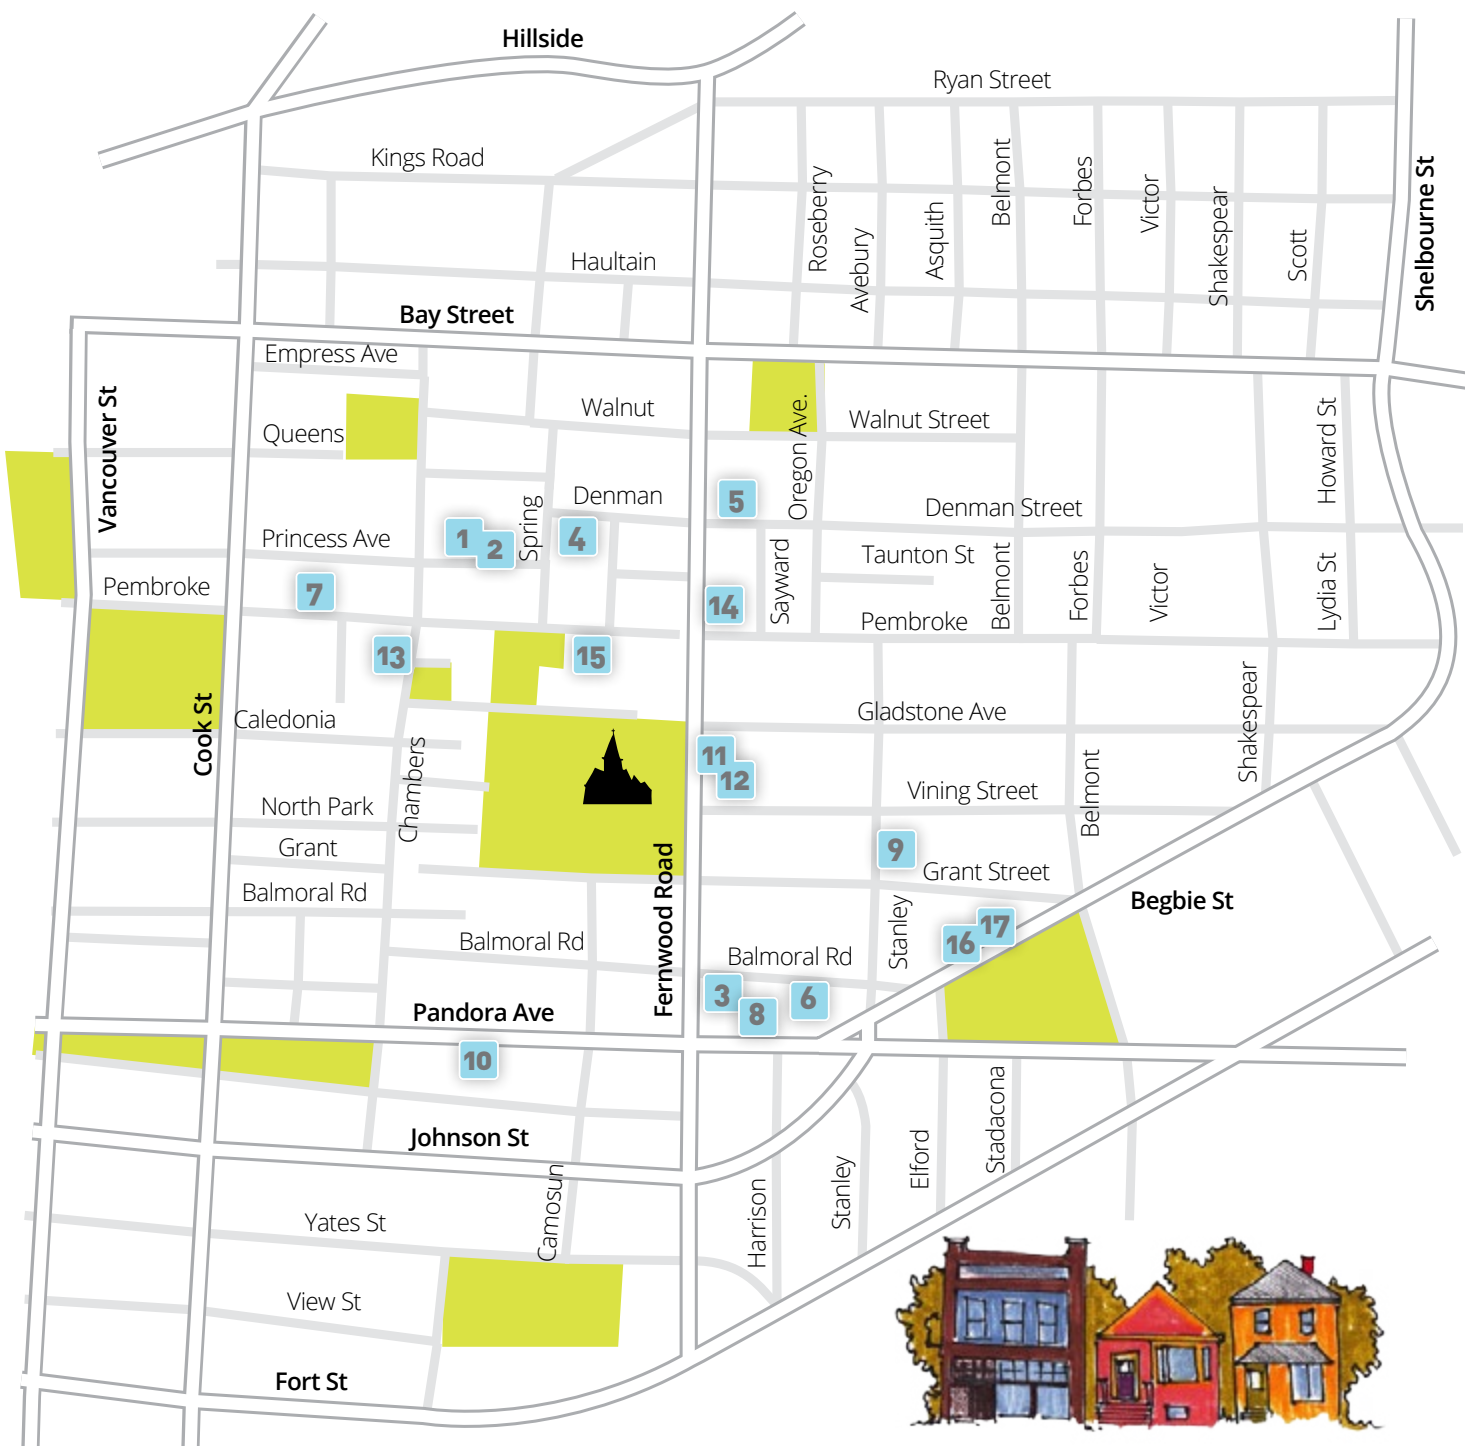 Hillside
Ryan Street
Kings Road
Roseberry
Avebury
Asquith
Belmont
Forbes
Victor
Shakespear
Scott
Shelbourne St
Haultain
Bay Street
Empress Ave
Vancouver St
Queens
Walnut
Oregon Ave.
Walnut Street
Howard St
Denman
5
Denman Street
Princess Ave
1
2
Spring
4
Sayward
Taunton St
Belmont
Forbes
Victor
Lydia St
Pembroke
7
14
Pembroke
13
15
Cook St
Caledonia
Chambers
Gladstone Ave
Shakespear
11
12
Belmont
Vining Street
North Park
Grant
9
Grant Street
Balmoral Rd
Fernwood Road
Begbie St
Stanley
17
16
Balmoral Rd
Balmoral Rd
3
8
6
Pandora Ave
10
Johnson St
Camosun
Harrison
Stanley
Elford
Stadacona
Yates St
View St
Fort St